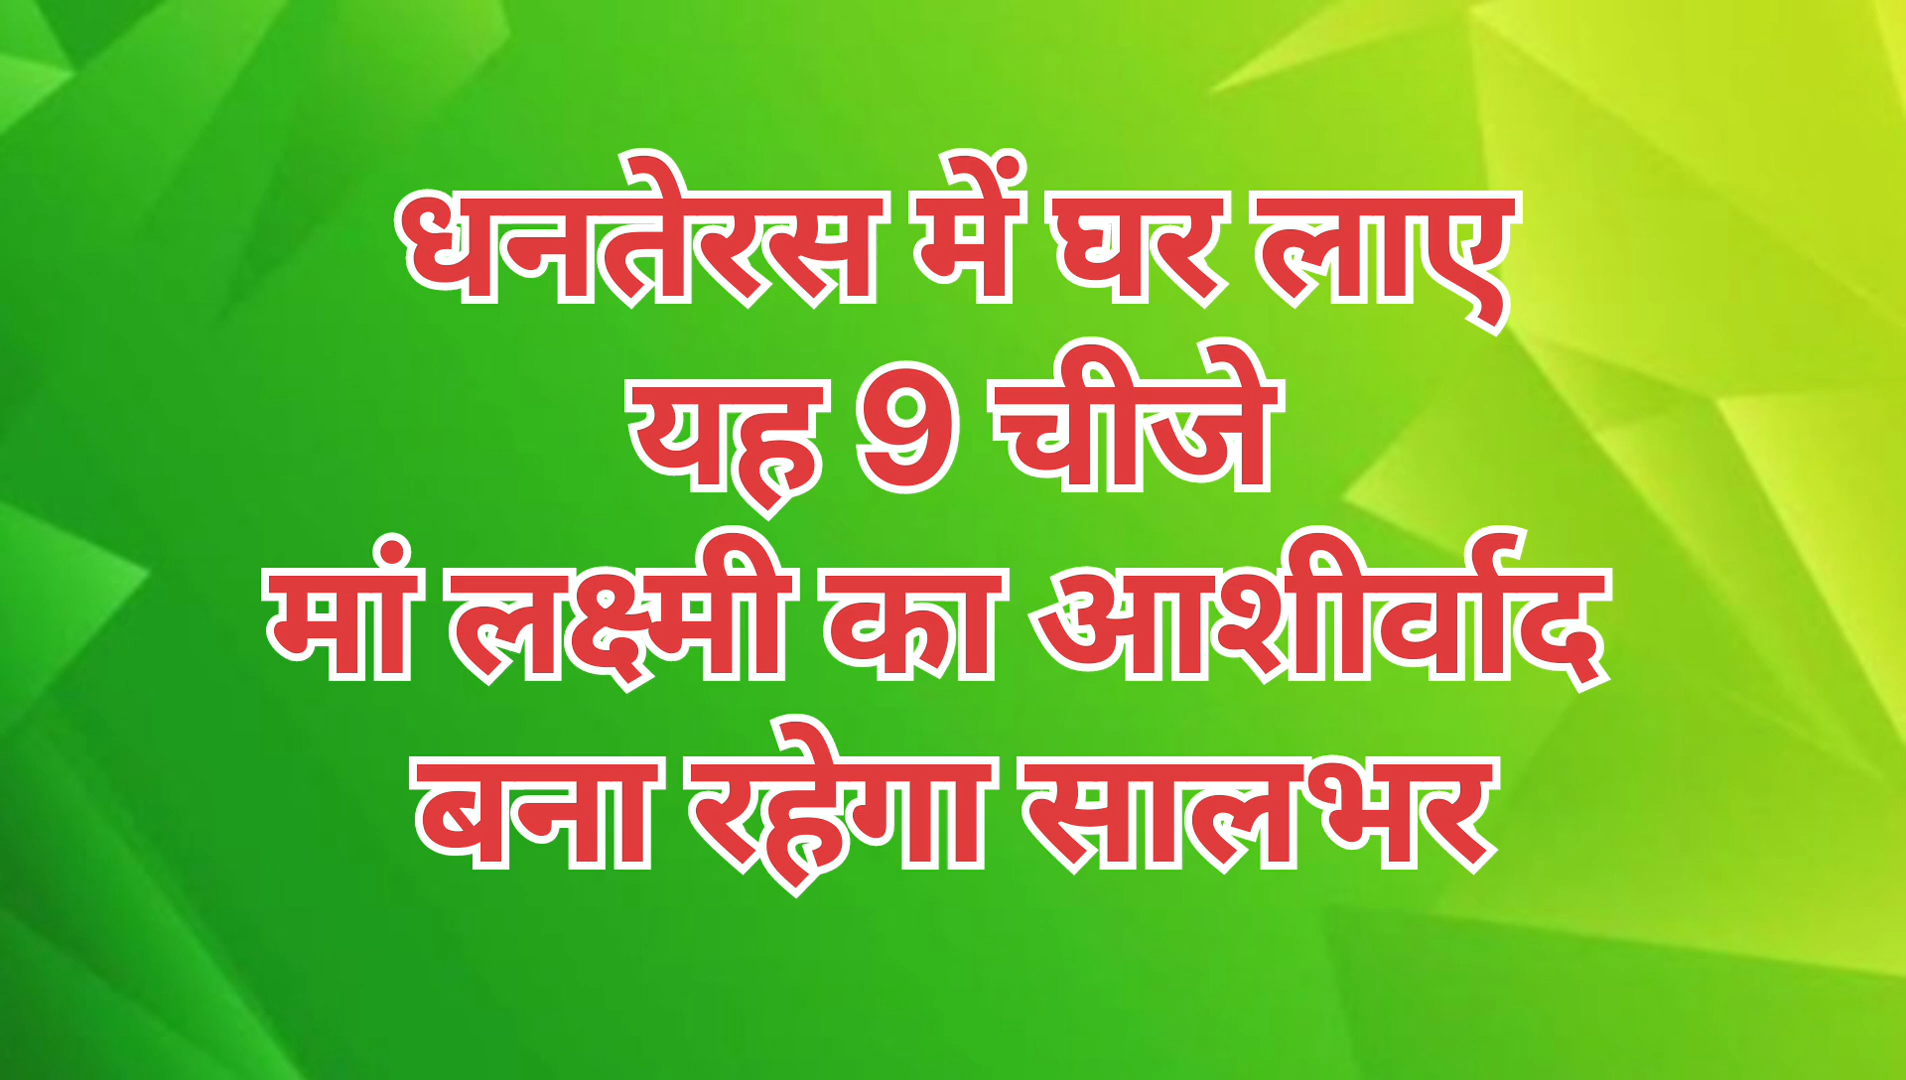 धनतेरस में घर लाए
यह 9 चीजे
मां लक्ष्मी का आशीर्वाद
बना रहेगा सालभर